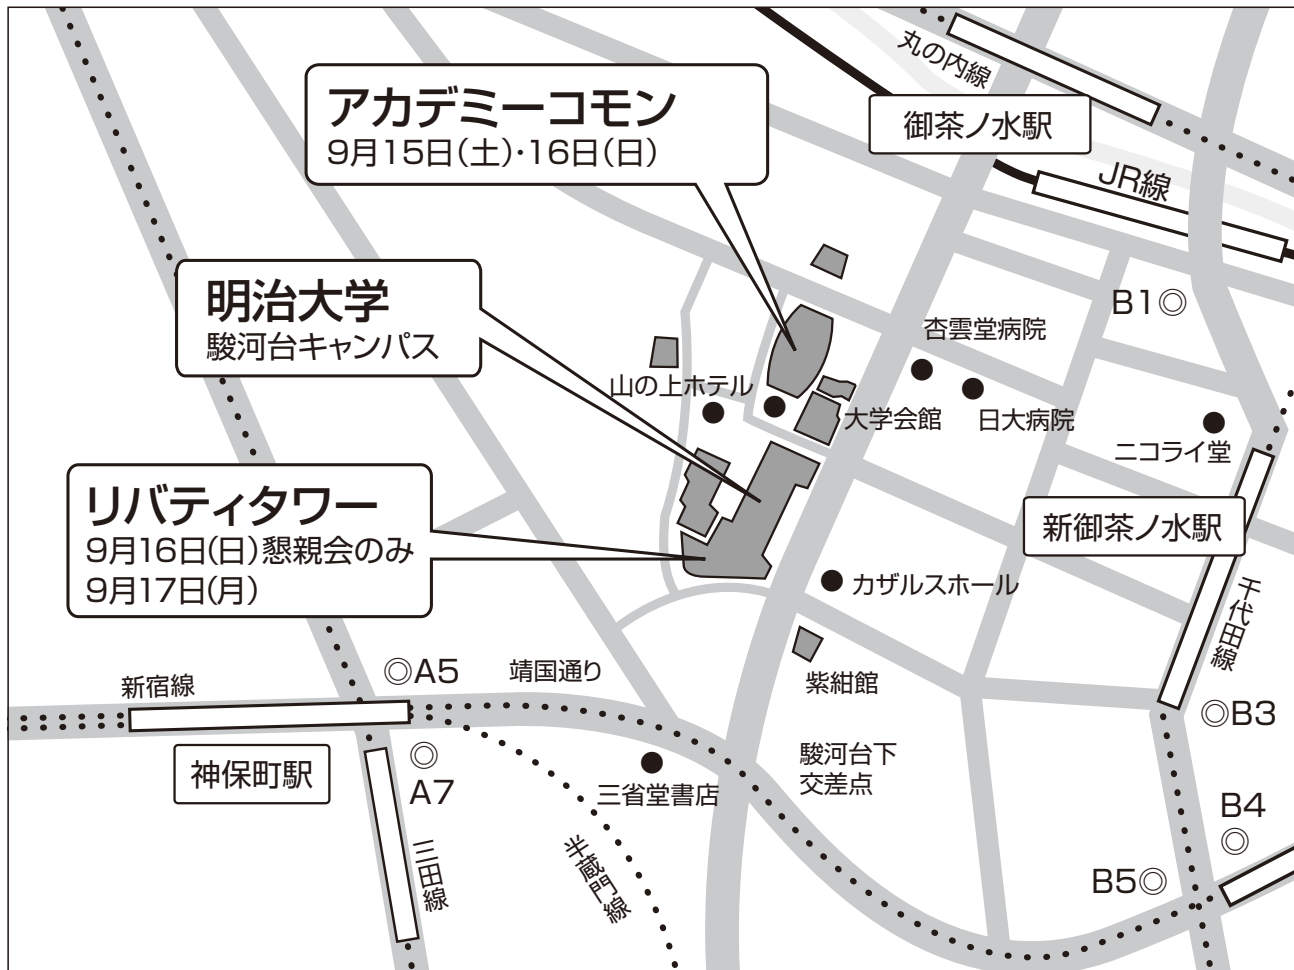 丸の内線
アカデミーコモン
9月15日(土)・16日(日)
御茶ノ水駅
JR線
明治大学
駿河台キャンパス
B1◎
杏雲堂病院
山の上ホテル
大学会館
日大病院
ニコライ堂
リバティタワー
9月16日(日)懇親会のみ
9月17日(月)
新御茶ノ水駅
カザルスホール
千代田線
◎A5
靖国通り
新宿線
紫紺館
◎B3
神保町駅
◎
A7
駿河台下
交差点
三省堂書店
B4
◎
三田線
半蔵門線
B5◎